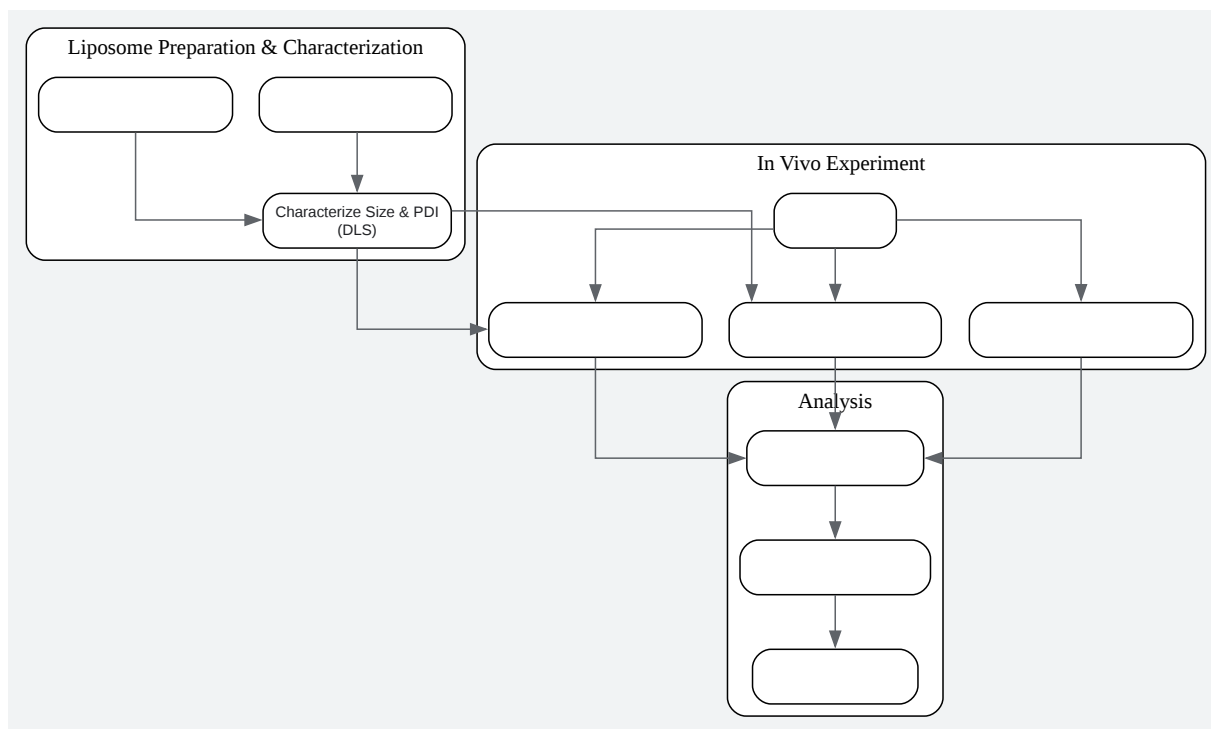 Liposome Preparation & Characterization
Characterize Size & PDI
(DLS)
In Vivo Experiment
Analysis